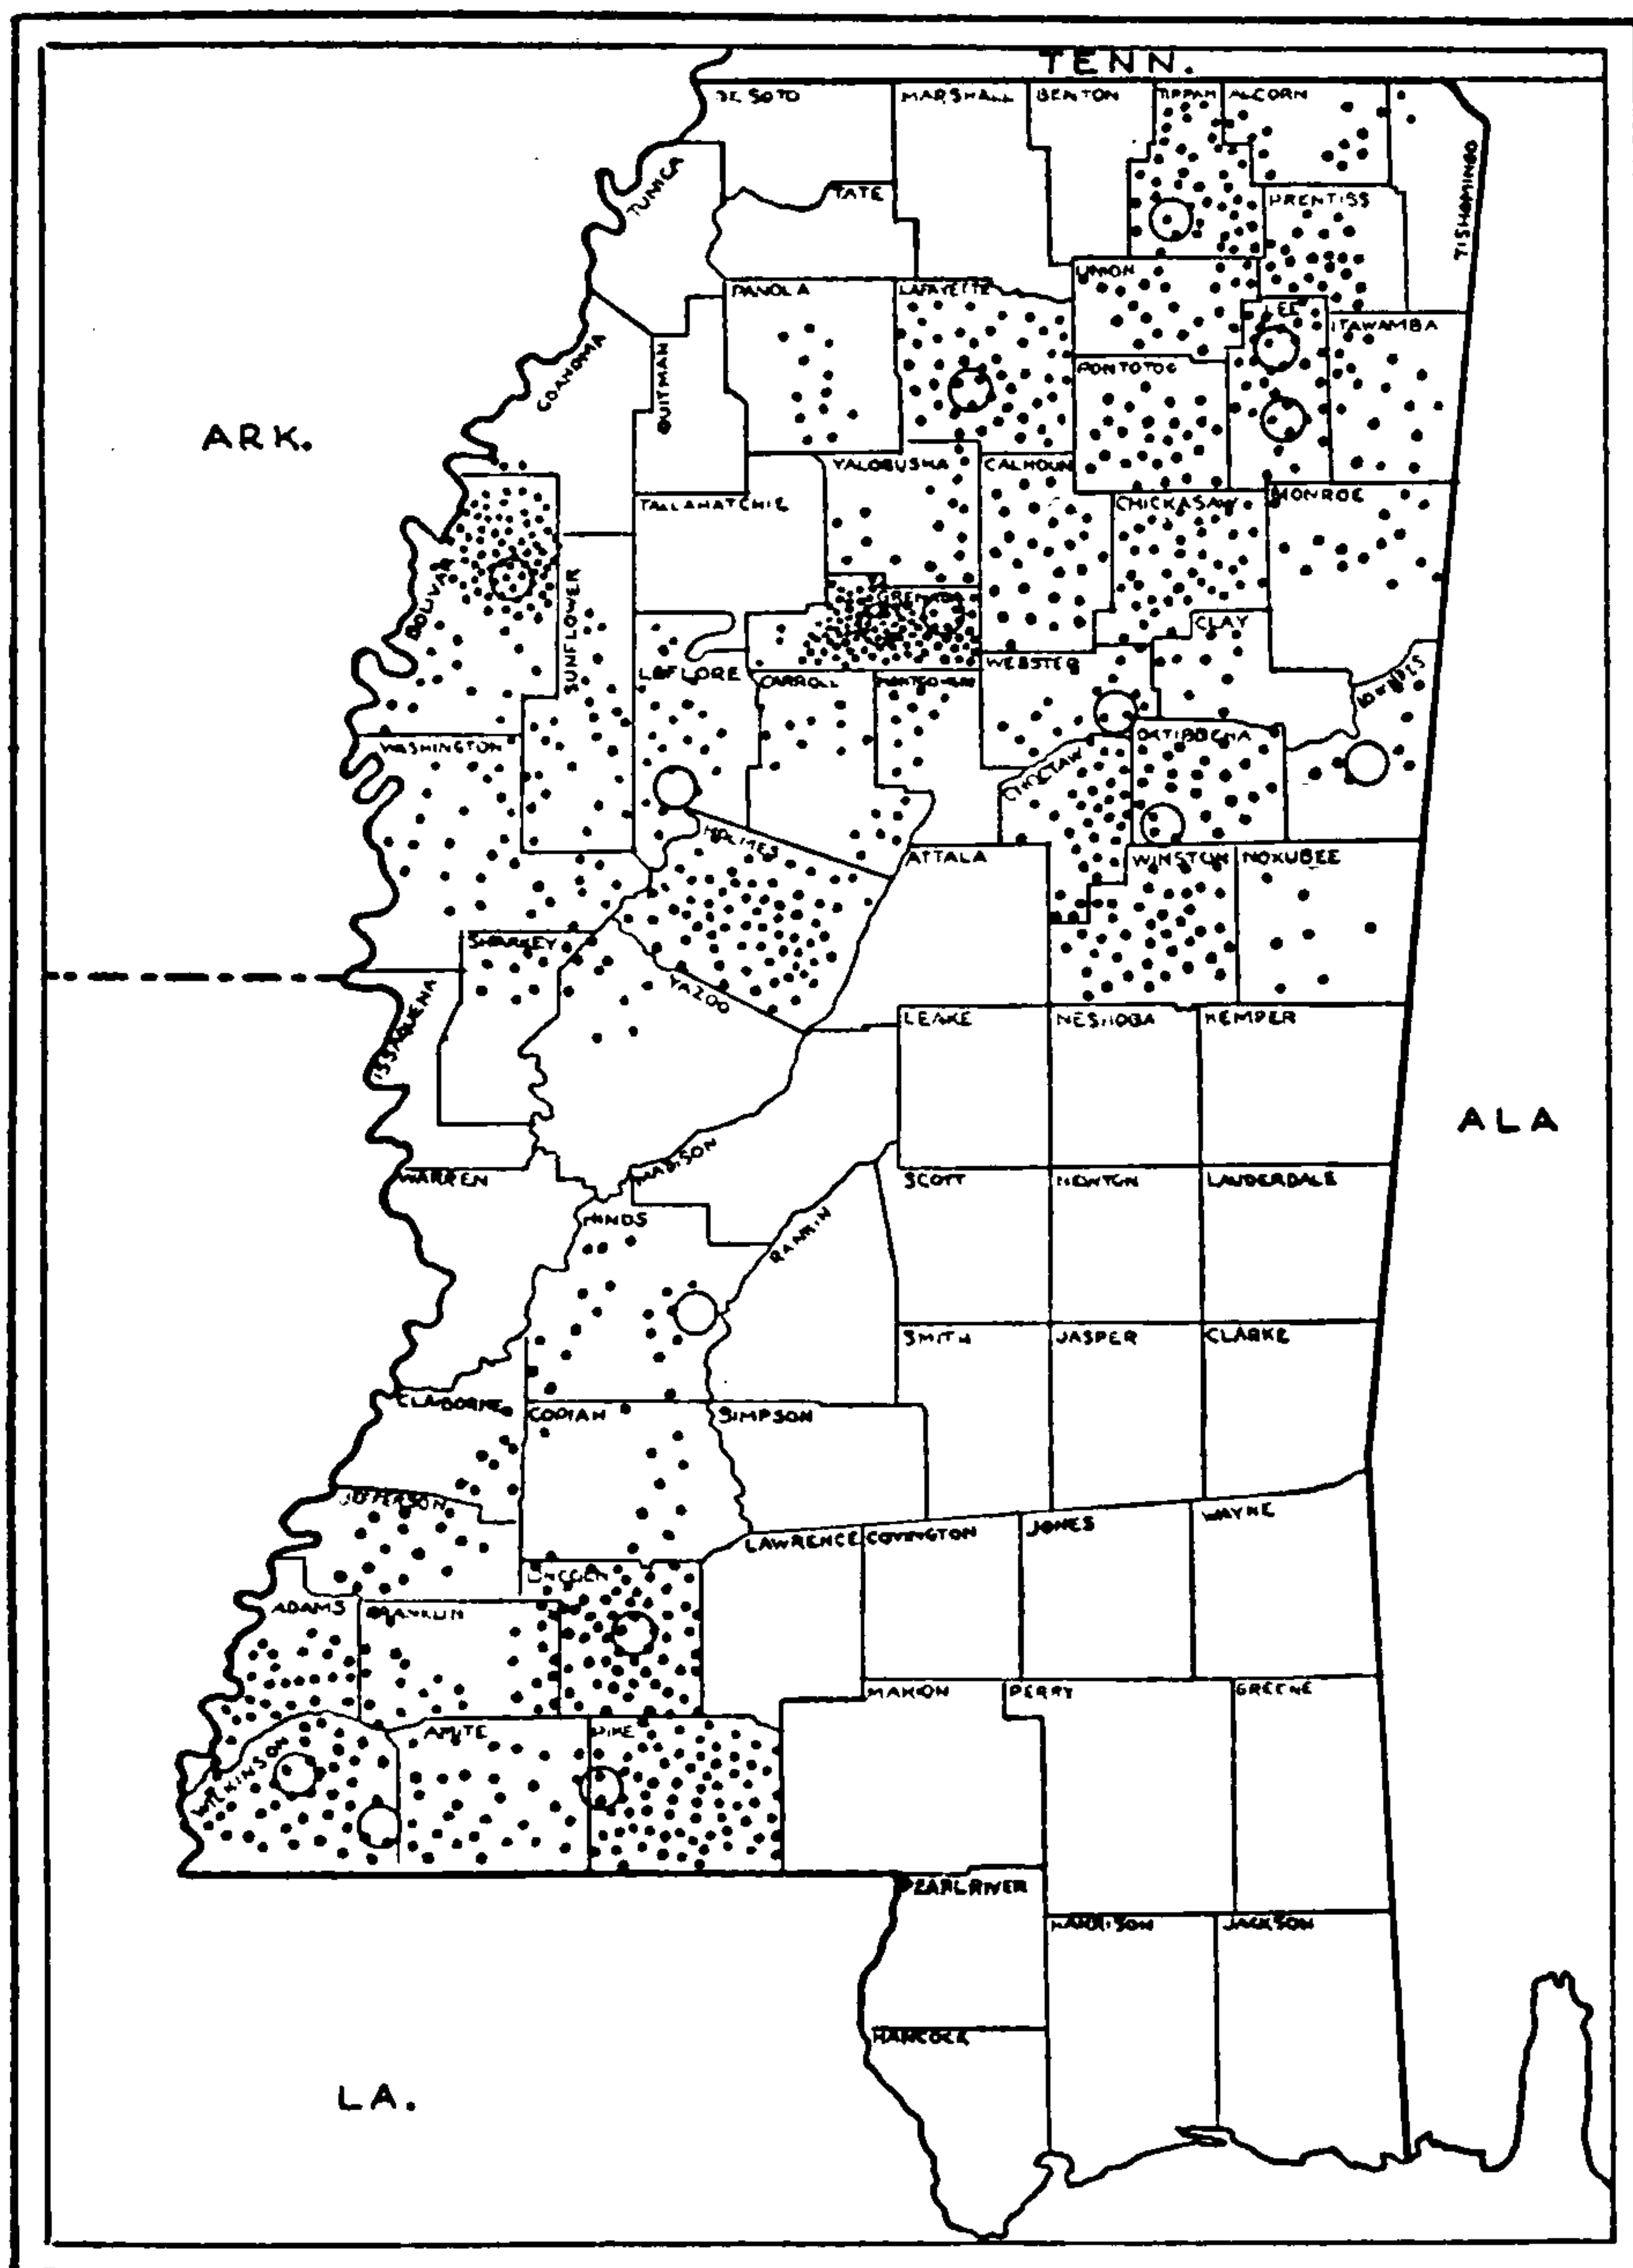 TENN.
DE SOTO
MARSHALL
BENTON
TIPPAH
ALCORN
TISHOMINGO
TUNICA
TATE
PRENTISS
UNION
PANOLA
LAFAYETTE
LEE
ITAWAMBA
COAHOMA
QUITMAN
PONTOTOC
ARK.
YALOBUSHA
CALHOUN
TALLAHATCHIE
CHICKASAW
MONROE
BOLIVAR
SUNFLOWER
GRENADA
CLAY
LEFLORE
CARROLL
MONTGOMERY
WEBSTER
LOWNDES
WASHINGTON
CHOCTAW
OKTIBBEHA
HOLMES
ATTALA
WINSTON
NOXUBEE
SHARKEY
YAZOO
ISSAQUENA
LEAKE
NESHOBA
KEMPER
ALA
WARREN
MADISON
SCOTT
NEWTON
LAUDERDALE
HINDS
RANKIN
SMITH
JASPER
CLARKE
CLAIBORNE
COPIAH
SIMPSON
JEFFERSON
LAWRENCE
COVINGTON
JONES
WAYNE
LINCOLN
ADAMS
FRANKLIN
MARION
PERRY
GREENE
WILKINSON
AMITE
PIKE
PEARL RIVER
HARRISON
JACKSON
HANCOCK
LA.